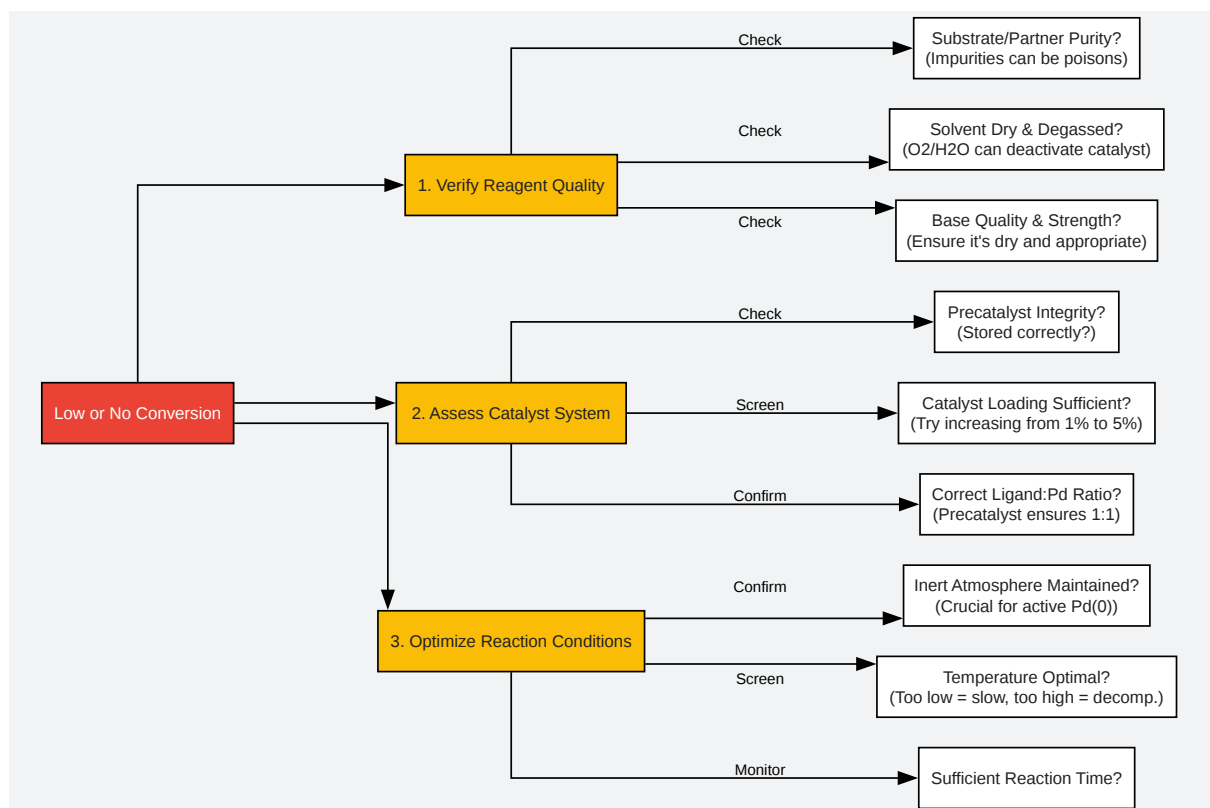 Check
Substrate/Partner Purity?
(Impurities can be poisons)
Check
Solvent Dry & Degassed?
(O2/H2O can deactivate catalyst)
1. Verify Reagent Quality
Check
Base Quality & Strength?
(Ensure it's dry and appropriate)
Check
Precatalyst Integrity?
(Stored correctly?)
Low or No Conversion
2. Assess Catalyst System
Screen
Catalyst Loading Sufficient?
(Try increasing from 1% to 5%)
Confirm
Correct Ligand:Pd Ratio?
(Precatalyst ensures 1:1)
Confirm
Inert Atmosphere Maintained?
(Crucial for active Pd(0))
3. Optimize Reaction Conditions
Screen
Temperature Optimal?
(Too low = slow, too high = decomp.)
Monitor
Sufficient Reaction Time?